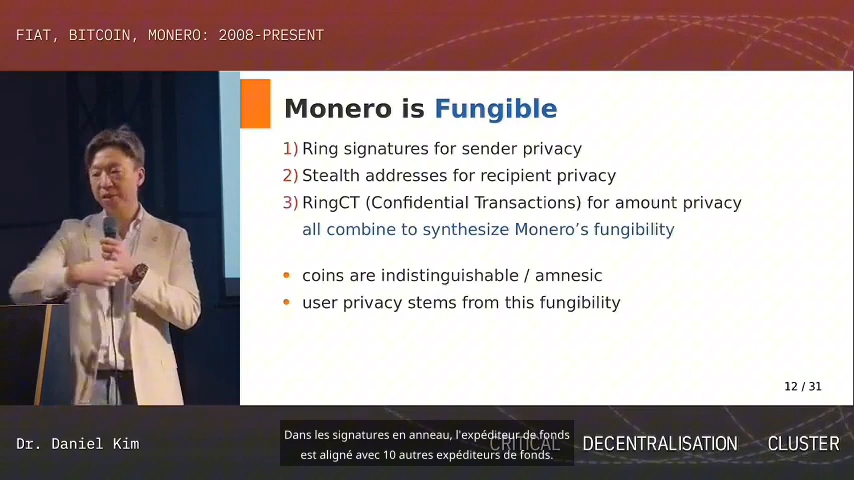 FIAT, BITCOIN, MONERO: 2008-PRESENT
Monero is Fungible
1) Ring signatures for sender privacy
2) Stealth addresses for recipient privacy
3) RingCT (Confidential Transactions) for amount privacy
all combine to synthesize Monero's fungibility
• coins are indistinguishable / amnesic
• user privacy stems from this fungibility
12 / 31
Dr. Daniel Kim
Dans les signatures en anneau, l'expéditeur de fonds
est aligné avec 10 autres expéditeurs de fonds.
CRITICAL DECENTRALISATION CLUSTER